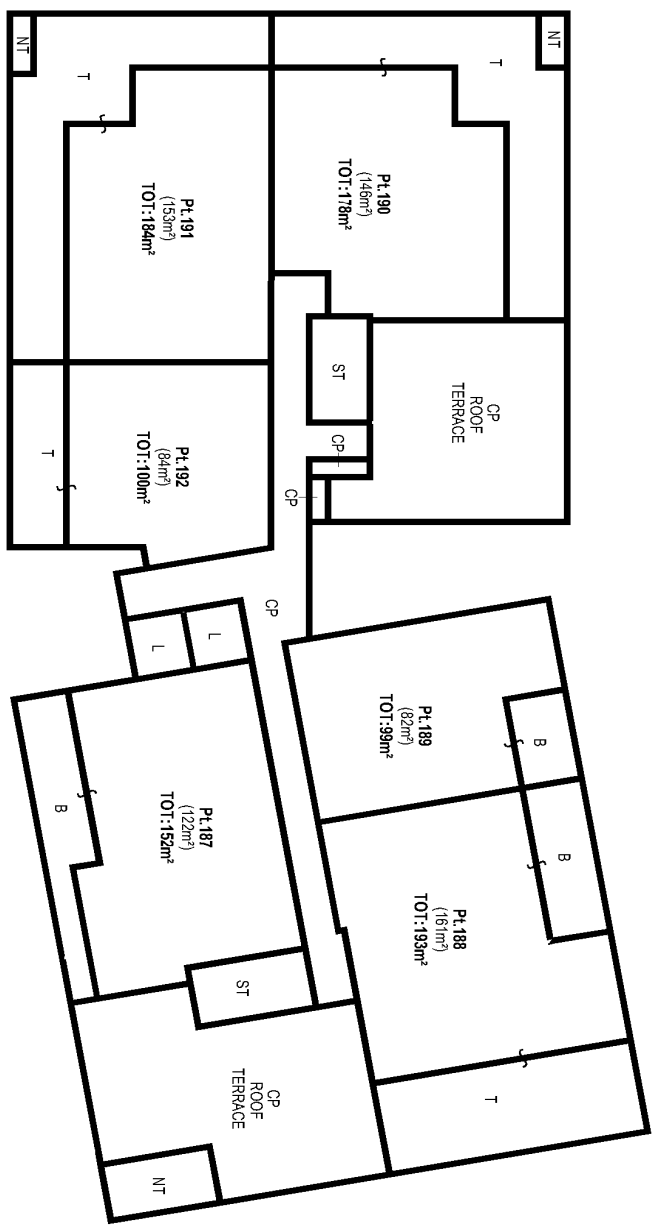 NT
T
T
NT
Pt.191
(153m²)
TOT:184m²
Pt.190
(146m²)
TOT:178m²
ST
CP
ROOF
TERRACE
T
Pt.192
(84m²)
TOT:100m²
CP
CP
CP
L
L
Pt.189
(82m²)
TOT:99m²
B
B
Pt.187
(122m²)
TOT:152m²
B
Pt.188
(161m²)
TOT:193m²
ST
CP
ROOF
TERRACE
T
NT